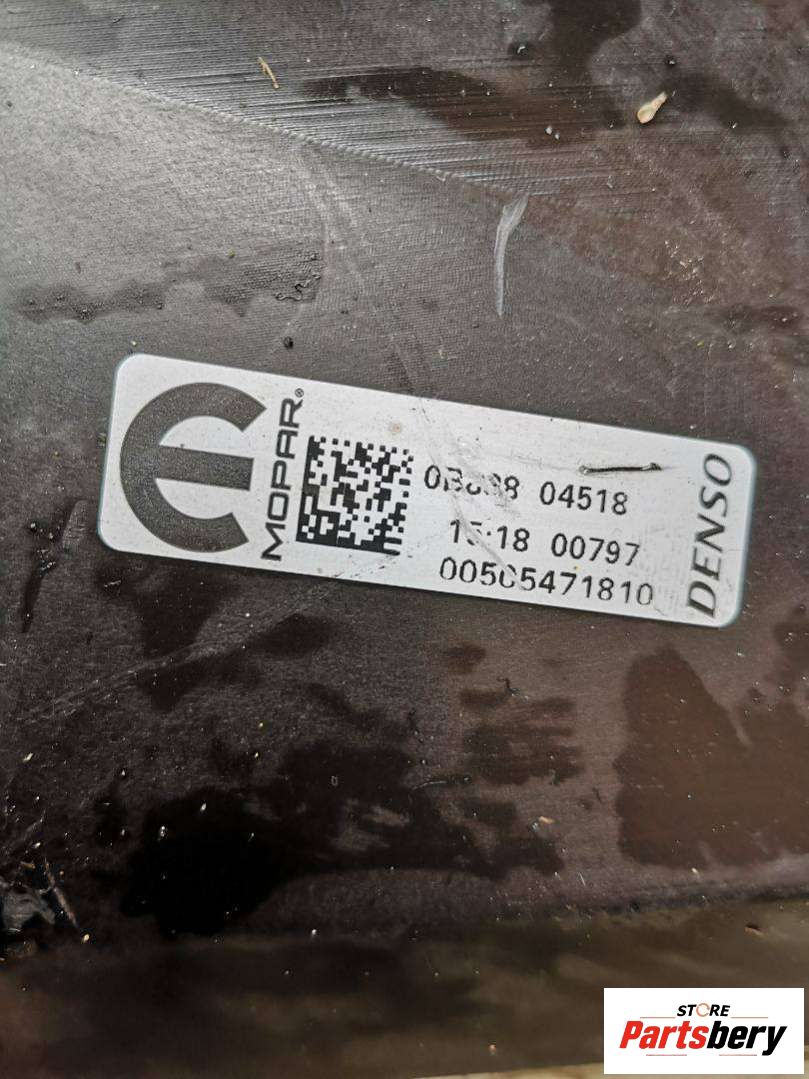 MOPAR®
04518
00797
00505471810
DENSO
STORE
Partsbery